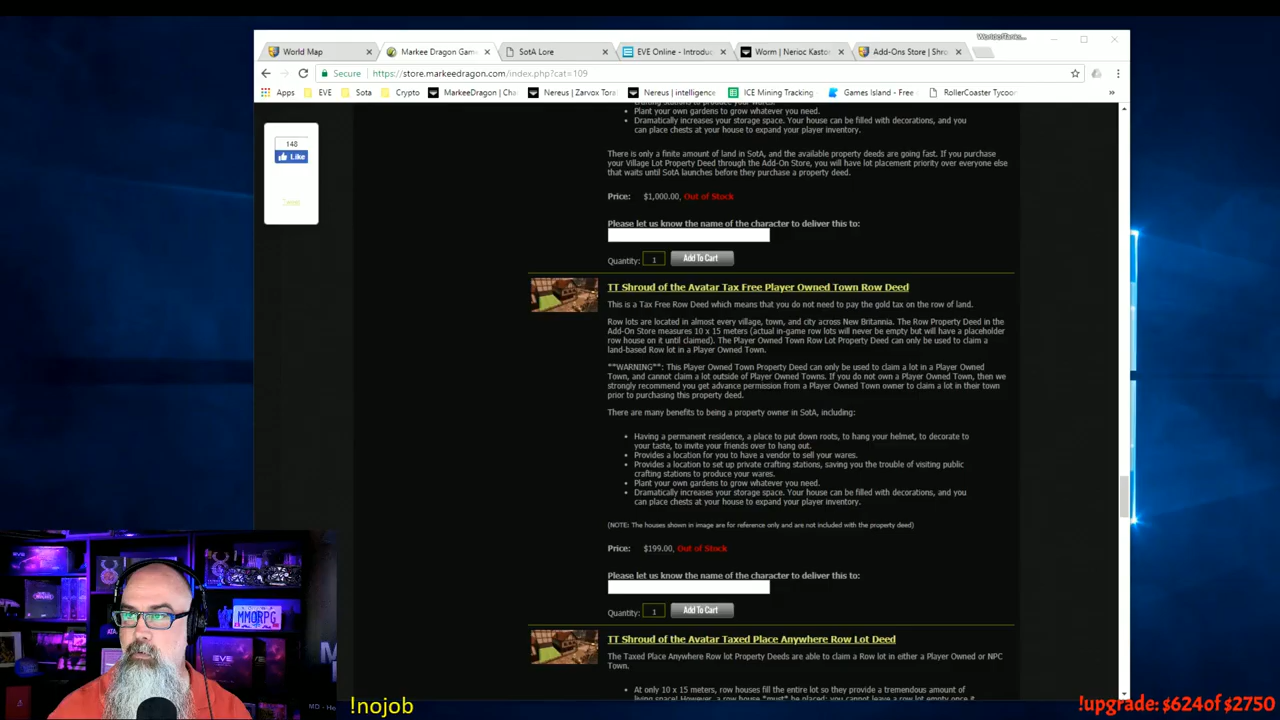 WorldofTanks...
World Map
Markee Dragon Gam
SotA Lore
EVE Online - Introduc
Worm | Nerioc Kastor
Add-Ons Store | Shro
Secure
https://store.markeedragon.com/index.php?cat=109
Apps
EVE
Sota
Crypto
MarkeeDragon | Cha
Nereus | Zarvox Toral
Nereus | intelligence
ICE Mining Tracking
Games Island - Free
RollerCoaster Tycoon
148
Like
Tweet
crafting stations to produce your wares.
Plant your own gardens to grow whatever you need.
Dramatically increases your storage space. Your house can be filled with decorations, and you
can place chests at your house to expand your player inventory.
There is only a finite amount of land in SotA, and the available property deeds are going fast. If you purchase
your Village Lot Property Deed through the Add-On Store, you will have lot placement priority over everyone else
that waits until SotA launches before they purchase a property deed.
Price: $1,000.00, Out of Stock
Please let us know the name of the character to deliver this to:
Quantity: 1 Add To Cart
TT Shroud of the Avatar Tax Free Player Owned Town Row Deed
This is a Tax Free Row Deed which means that you do not need to pay the gold tax on the row of land.
Row lots are located in almost every village, town, and city across New Britannia. The Row Property Deed in the
Add-On Store measures 10 x 15 meters (actual in-game row lots will never be empty but will have a placeholder
row house on it until claimed). The Player Owned Town Row Lot Property Deed can only be used to claim a
land-based Row lot in a Player Owned Town.
**WARNING**: This Player Owned Town Property Deed can only be used to claim a lot in a Player Owned
Town, and cannot claim a lot outside of Player Owned Towns. If you do not own a Player Owned Town, then we
strongly recommend you get advance permission from a Player Owned Town owner to claim a lot in their town
prior to purchasing this property deed.
There are many benefits to being a property owner in SotA, including:
Having a permanent residence, a place to put down roots, to hang your helmet, to decorate to
your taste, to invite your friends over to hang out.
Provides a location for you to have a vendor to sell your wares.
Provides a location to set up private crafting stations, saving you the trouble of visiting public
crafting stations to produce your wares.
Plant your own gardens to grow whatever you need.
Dramatically increases your storage space. Your house can be filled with decorations, and you
can place chests at your house to expand your player inventory.
(NOTE: The houses shown in image are for reference only and are not included with the property deed)
Price: $199.00, Out of Stock
Please let us know the name of the character to deliver this to:
Quantity: 1 Add To Cart
TT Shroud of the Avatar Taxed Place Anywhere Row Lot Deed
The Taxed Place Anywhere Row lot Property Deeds are able to claim a Row lot in either a Player Owned or NPC
Town.
At only 10 x 15 meters, row houses fill the entire lot so they provide a tremendous amount of
living space! However, a row house *must* be placed; you cannot leave a row lot empty once it
MMORPG
ATA
M
MD - Ho
!nojob
!upgrade: $624of $2750